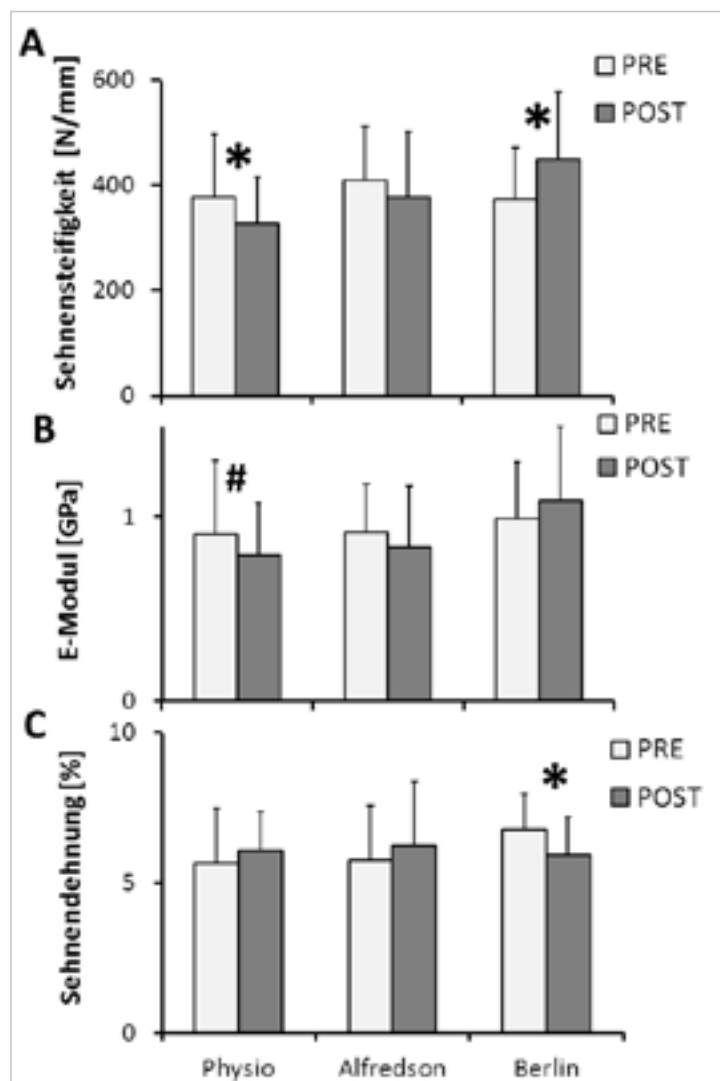 A
Sehnensteifigkeit [N/mm]
600
400
200
0
PRE
POST
*
*
B
E-Modul [GPa]
1
0
PRE
POST
#
C
Sehnendehnung [%]
10
5
0
PRE
POST
*
Physio
Alfredson
Berlin